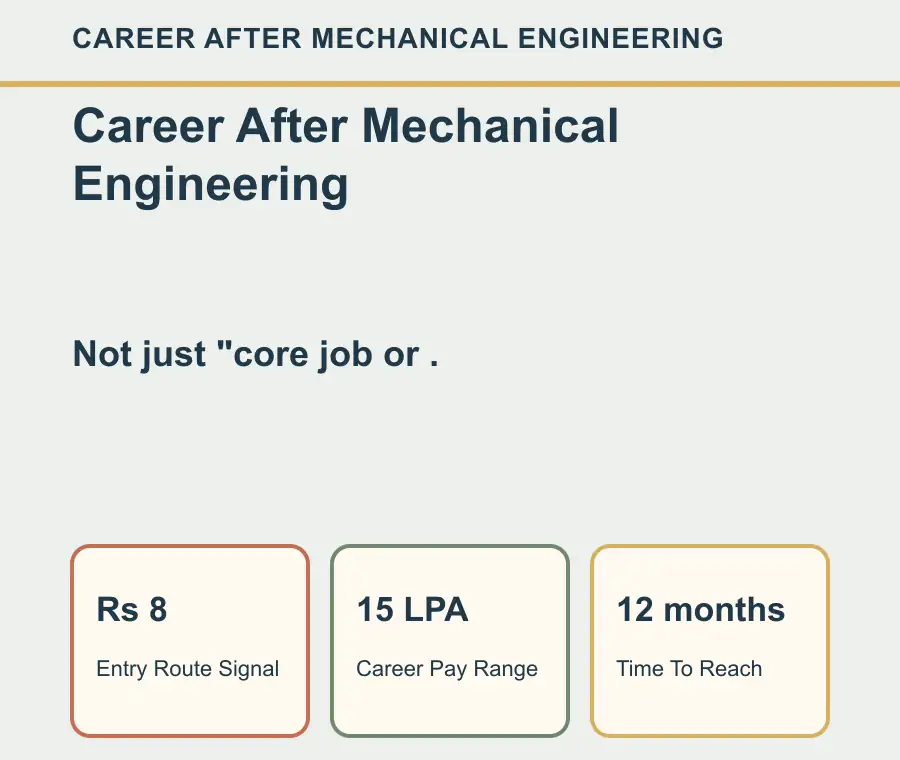 CAREER AFTER MECHANICAL ENGINEERING
Career After Mechanical
Engineering
Not just "core job or .
Rs 8
Entry Route Signal
15 LPA
Career Pay Range
12 months
Time To Reach